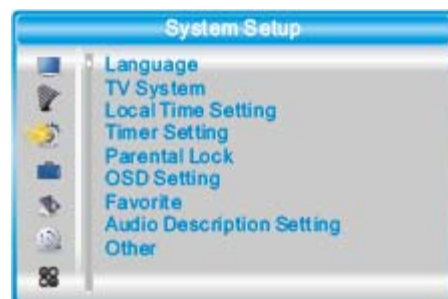 System Setup
Language
TV System
Local Time Setting
Timer Setting
Parental Lock
OSD Setting
Favorite
Audio Description Setting
Other